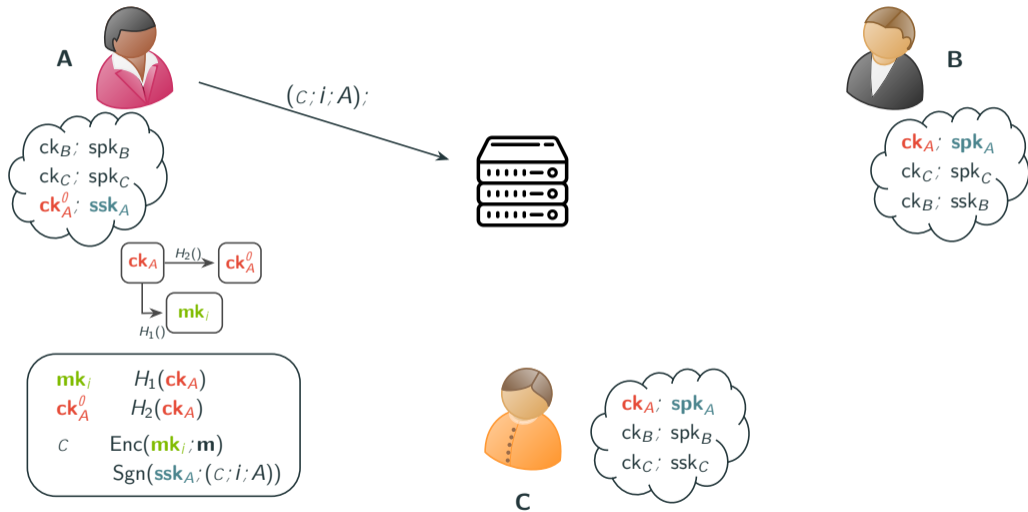 A
B
(c; i; A);
ck_B; spk_B
ck_C; spk_C
ck_A^0; ssk_A
ck_A; spk_A
ck_C; spk_C
ck_B; ssk_B
ck_A
H_2()
ck_A^0
H_1()
mk_i
mk_i H_1(ck_A)
ck_A^0 H_2(ck_A)
c Enc(mk_i; m)
Sgn(ssk_A; (c; i; A))
ck_A; spk_A
ck_B; spk_B
ck_C; ssk_C
C